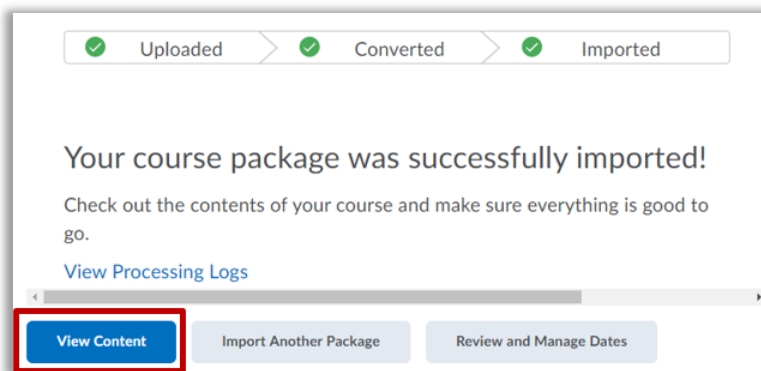 Uploaded Converted Imported
Your course package was successfully imported!
Check out the contents of your course and make sure everything is good to
go.
View Processing Logs
View Content Import Another Package Review and Manage Dates